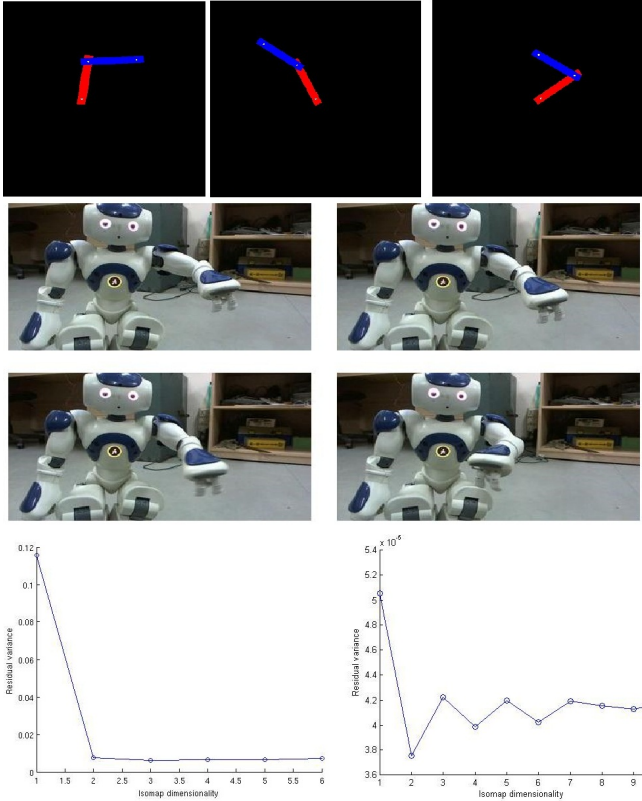 0.12
0.1
0.08
0.06
0.04
0.02
0
1 1.5 2 2.5 3 3.5 4 4.5 5 5.5 6
Residual variance
Isomap dimensionality
x 10⁻⁵
5.4
5.2
5
4.8
4.6
4.4
4.2
4
3.8
3.6
1 2 3 4 5 6 7 8 9
Residual variance
Isomap dimensionality